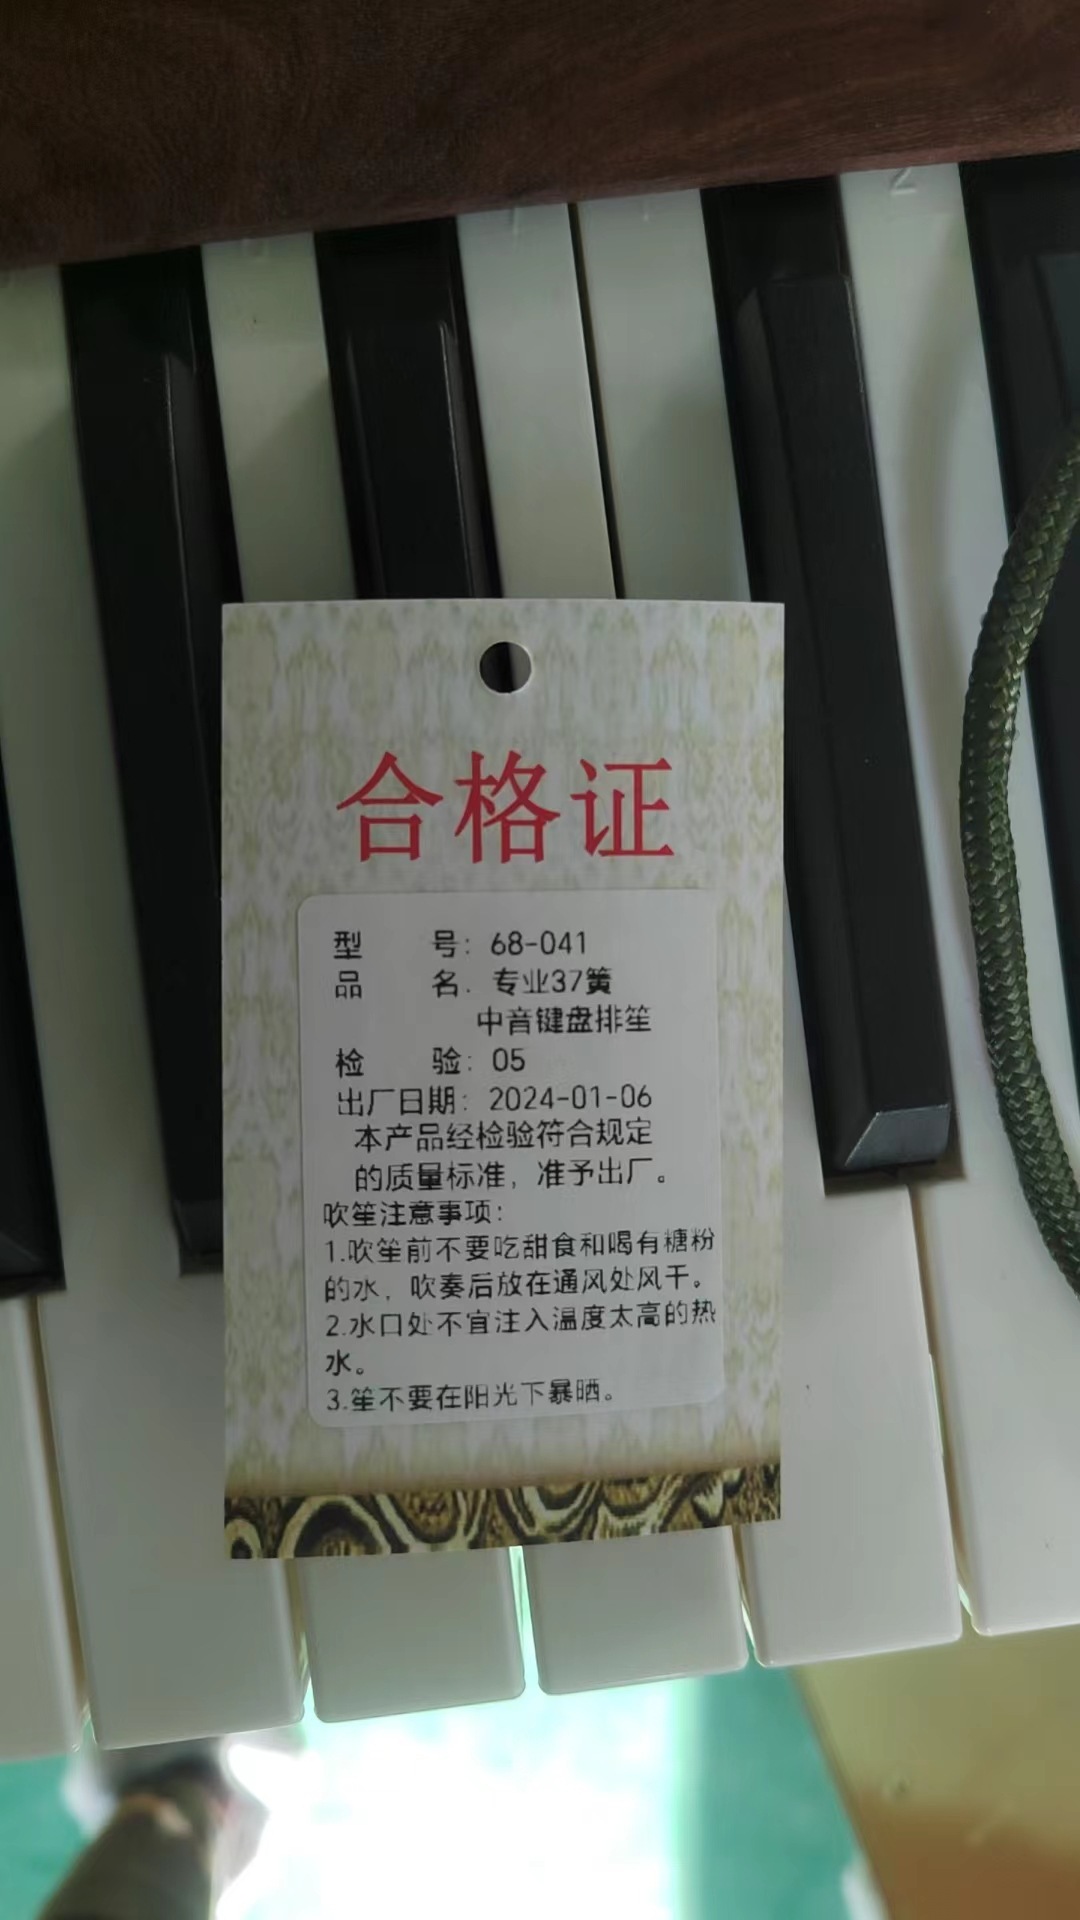 合格证
型 号: 68-041
品 名. 专业37簧
中音键盘排笙
检 验: 05
出厂日期: 2024-01-06
本产品经检验符合规定
的质量标准，准予出厂。
吹笙注意事项:
1.吹笙前不要吃甜食和喝有糖粉
的水，吹奏后放在通风处风干。
2.水口处不宜注入温度太高的热
水。
3.笙不要在阳光下暴晒。